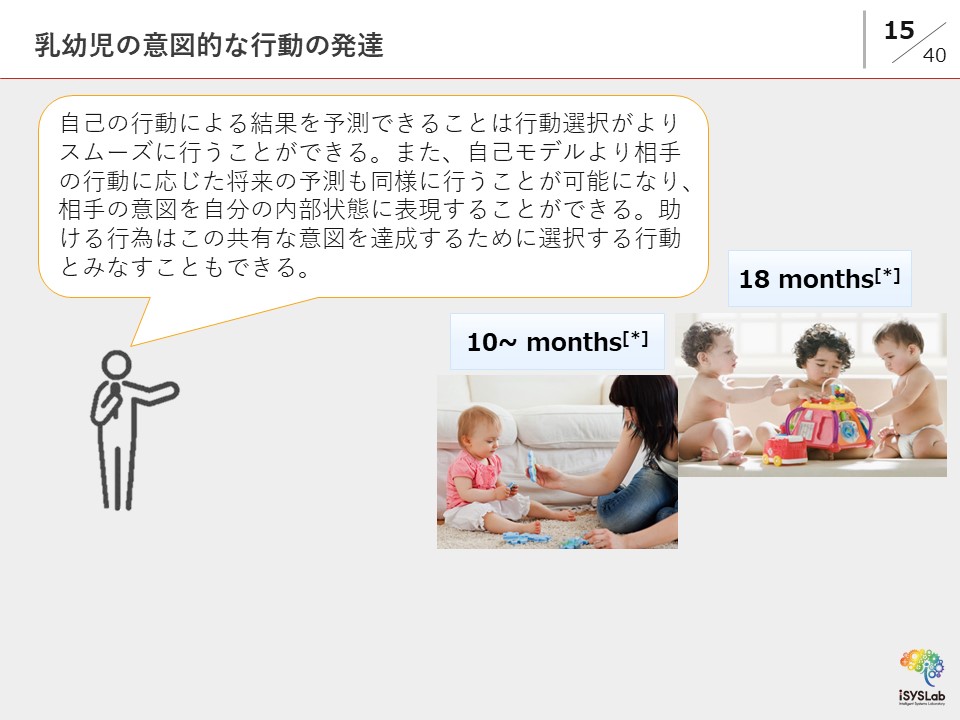 乳幼児の意図的な行動の発達
15
40
自己の行動による結果を予測できることは行動選択がより
スムーズに行うことができる。また、自己モデルより相手
の行動に応じた将来の予測も同様に行うことが可能になり、
相手の意図を自分の内部状態に表現することができる。助
ける行為はこの共有な意図を達成するために選択する行動
とみなすこともできる。
18 months[*]
10~ months[*]
iSYSLab
Intelligent Systems Laboratory